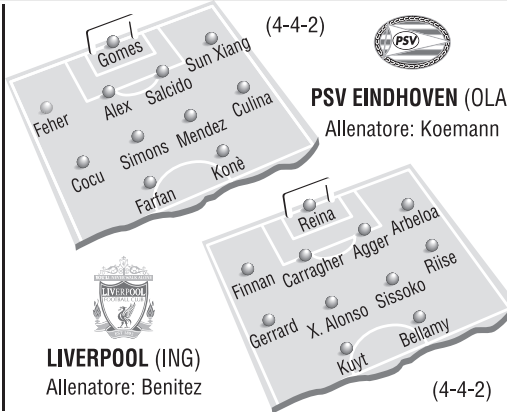 (4-4-2)
PSV
PSV EINDHOVEN (OLA
Allenatore: Koemann
Gomes
Feher
Alex
Salcido
Sun Xiang
Cocu
Simons
Mendez
Culina
Farfan
Konè
Reina
Finnan
Carragher
Agger
Arbeloa
Gerrard
X. Alonso
Sissoko
Riise
Kuyt
Bellamy
LIVERPOOL
FOOTBALL CLUB
LIVERPOOL (ING)
Allenatore: Benitez
(4-4-2)